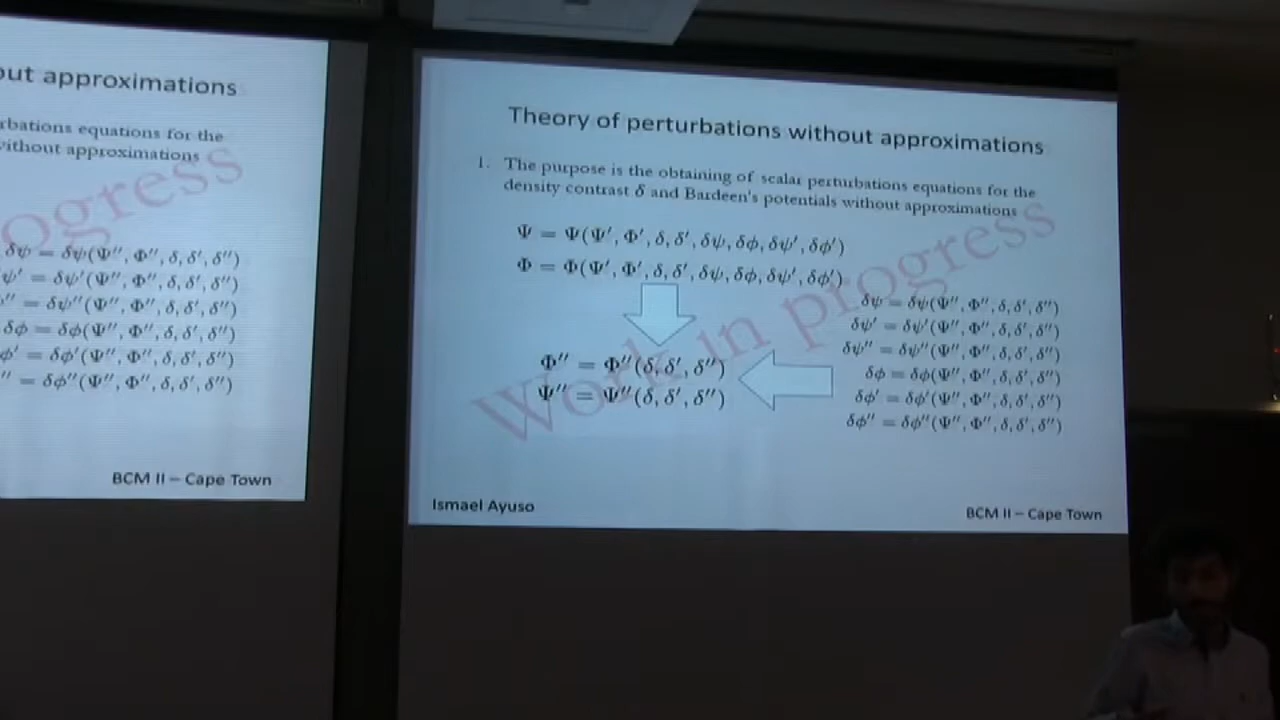 out approximations
rbations equations for the
without approximations
rogress
δψ = δψ(Ψ′′, Φ′′, δ, δ′, δ′′)
ψ′ = δψ′(Ψ′′, Φ′′, δ, δ′, δ′′)
′′ = δψ′′(Ψ′′, Φ′′, δ, δ′, δ′′)
δφ = δφ(Ψ′′, Φ′′, δ, δ′, δ′′)
φ′ = δφ′(Ψ′′, Φ′′, δ, δ′, δ′′)
′′ = δφ′′(Ψ′′, Φ′′, δ, δ′, δ′′)
BCM II – Cape Town
Theory of perturbations without approximations
1. The purpose is the obtaining of scalar perturbations equations for the
density contrast δ and Bardeen's potentials without approximations
Ψ = Ψ(Ψ′, Φ′, δ, δ′, δψ, δφ, δψ′, δφ′)
Φ = Φ(Ψ′, Φ′, δ, δ′, δψ, δφ, δψ′, δφ′)
Work in progress
Φ′′ = Φ′′(δ, δ′, δ′′)
Ψ′′ = Ψ′′(δ, δ′, δ′′)
δψ = δψ(Ψ′′, Φ′′, δ, δ′, δ′′)
δψ′ = δψ′(Ψ′′, Φ′′, δ, δ′, δ′′)
δψ′′ = δψ′′(Ψ′′, Φ′′, δ, δ′, δ′′)
δφ = δφ(Ψ′′, Φ′′, δ, δ′, δ′′)
δφ′ = δφ′(Ψ′′, Φ′′, δ, δ′, δ′′)
δφ′′ = δφ′′(Ψ′′, Φ′′, δ, δ′, δ′′)
Ismael Ayuso
BCM II – Cape Town